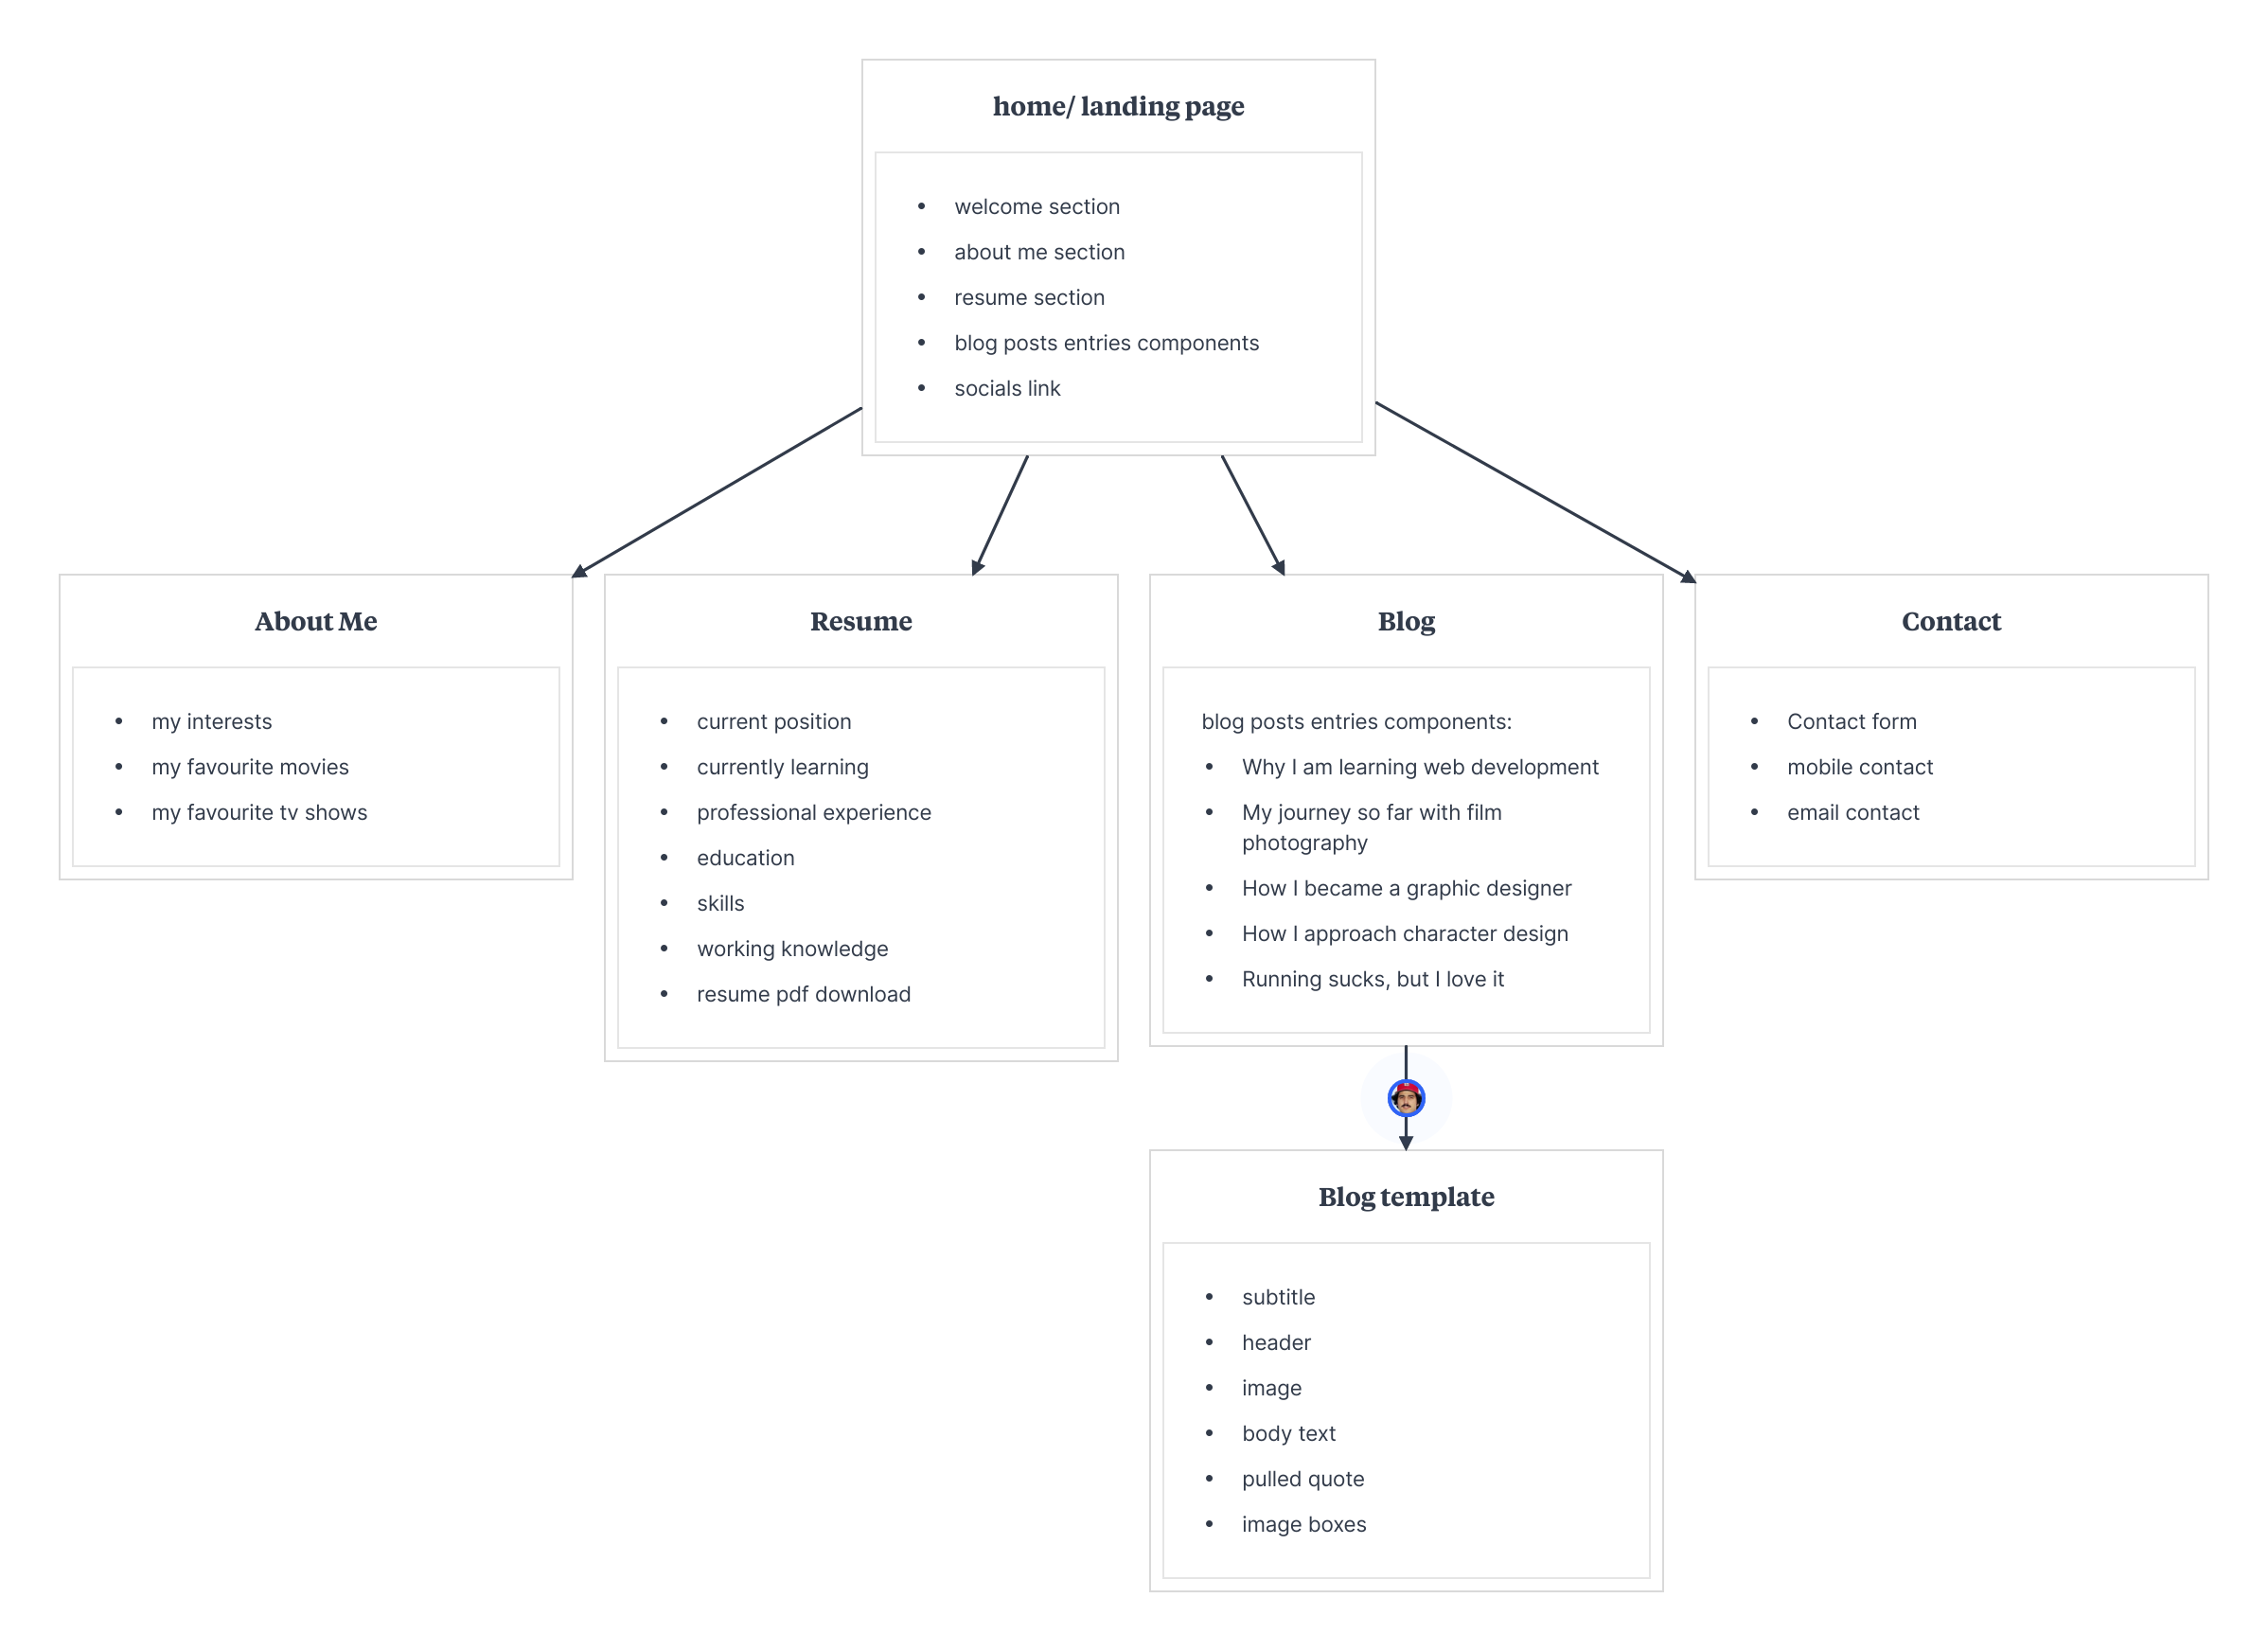 home/ landing page
• welcome section
• about me section
• resume section
• blog posts entries components
• socials link
About Me
• my interests
• my favourite movies
• my favourite tv shows
Resume
• current position
• currently learning
• professional experience
• education
• skills
• working knowledge
• resume pdf download
Blog
blog posts entries components:
• Why I am learning web development
• My journey so far with film
photography
• How I became a graphic designer
• How I approach character design
• Running sucks, but I love it
Contact
• Contact form
• mobile contact
• email contact
Blog template
• subtitle
• header
• image
• body text
• pulled quote
• image boxes